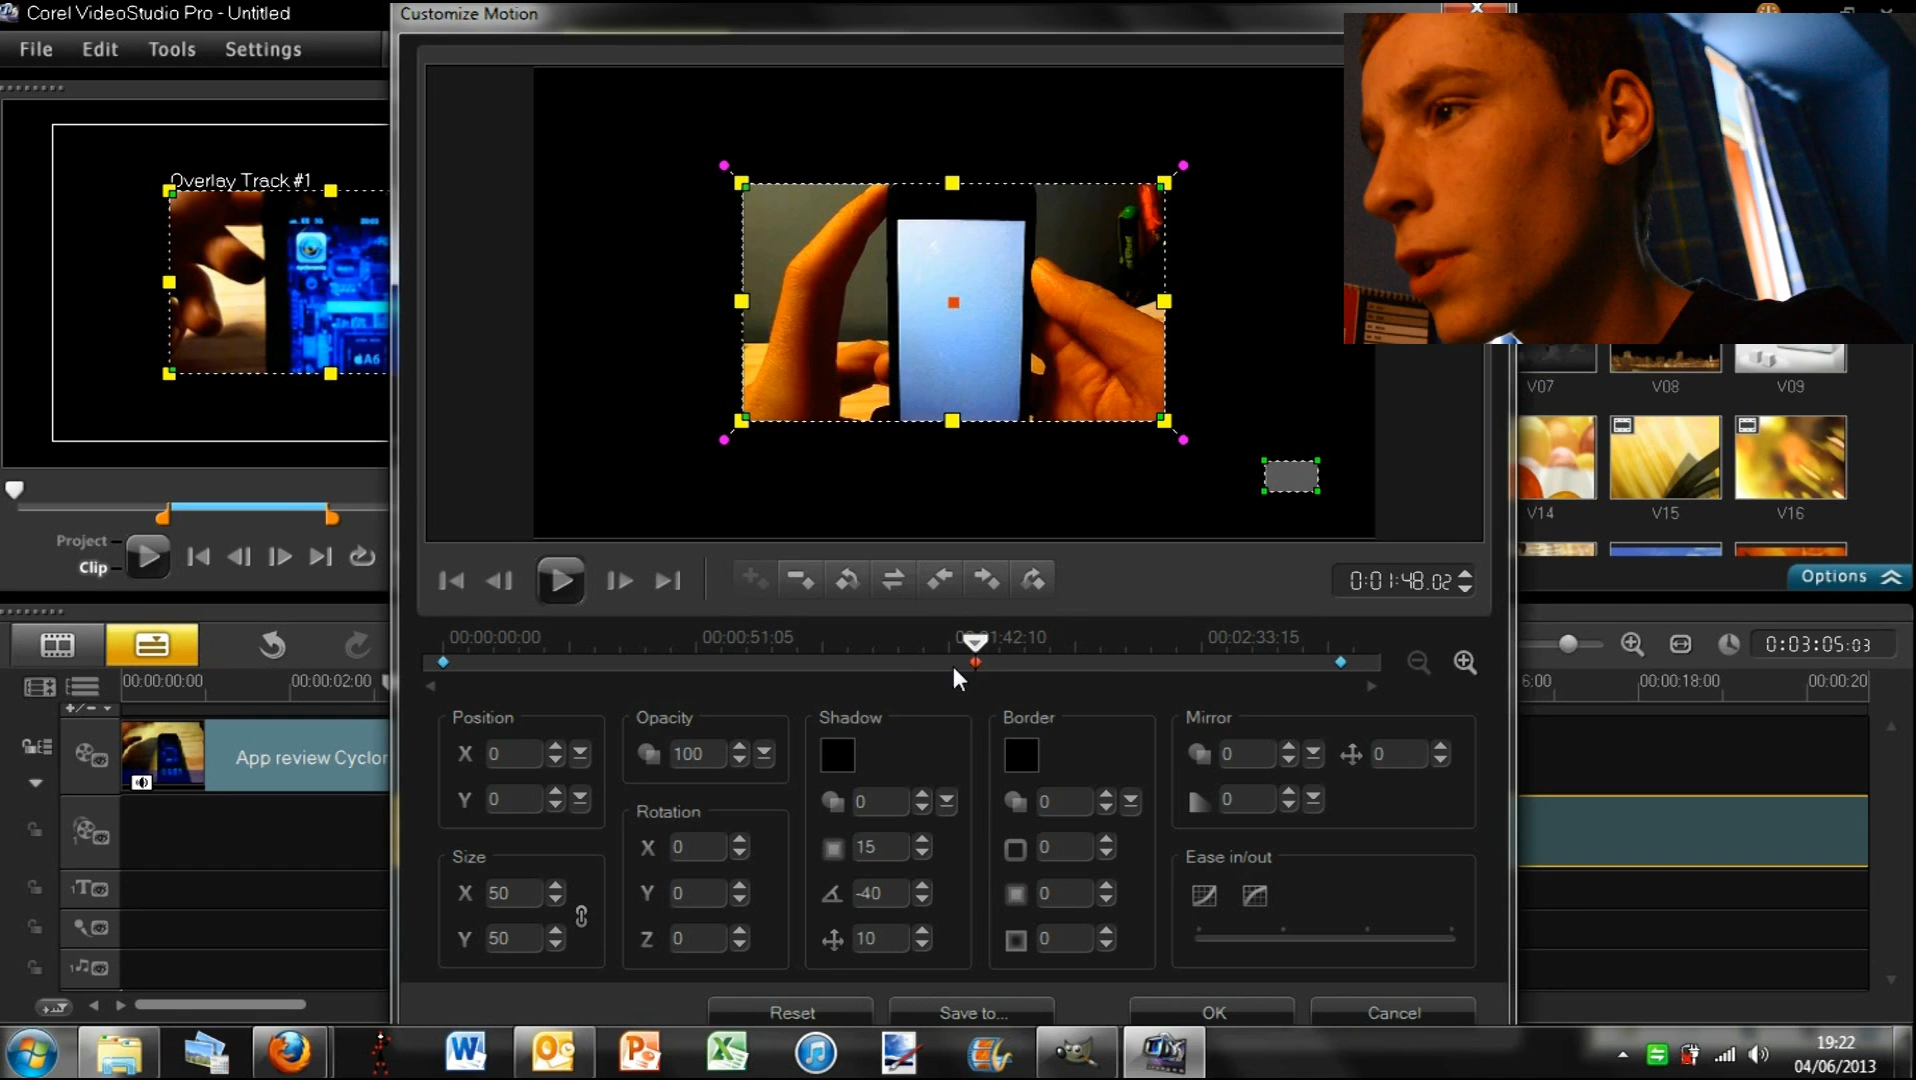 Corel VideoStudio Pro - Untitled
Customize Motion
File Edit Tools Settings
Overlay Track #1
A6
Project
Clip
V07 V08 V09
V14 V15 V16
Options
0:01:48.02
00:00:00:00 00:00:51:05 1:42:10 00:02:33:15
0:03:05:03
00:00:00:00 00:00:02:00
6:00 00:00:18:00 00:00:20
Position Opacity Shadow Border Mirror
X 0 100 0 0
Y 0 0 0 0
Rotation
X 0 15 0
Size Ease in/out
X 50 Y 0 -40 0
Y 50 Z 0 10 0
App review Cyclor
1 T
1
Reset Save to... OK Cancel
19:22
04/06/2013